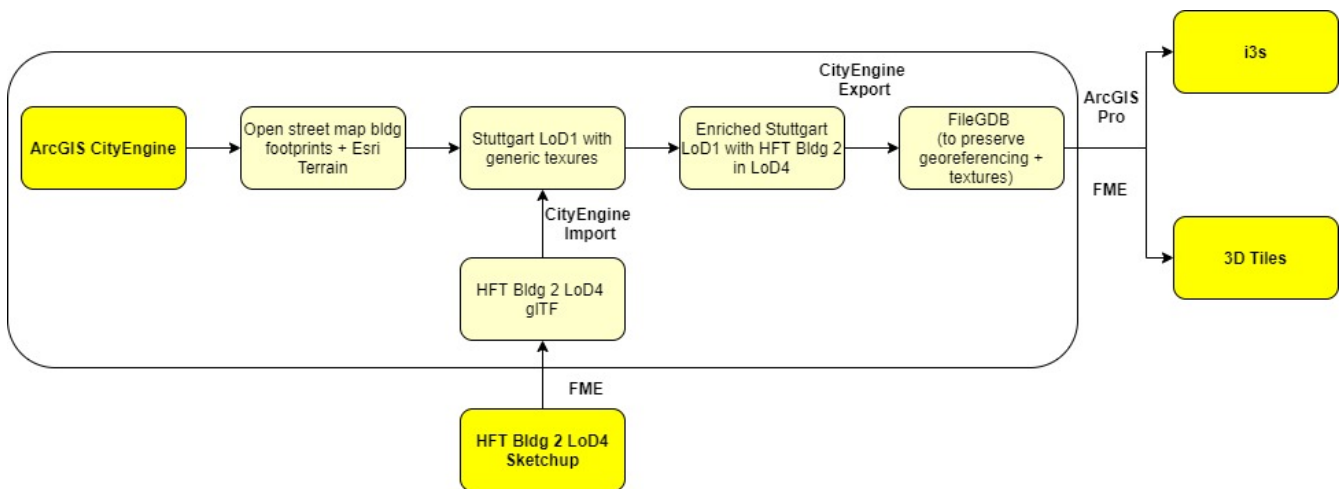 i3s
CityEngine
Export
ArcGIS
Pro
ArcGIS CityEngine
Open street map bldg
footprints + Esri
Terrain
Stuttgart LoD1 with
generic texures
Enriched Stuttgart
LoD1 with HFT Bldg 2
in LoD4
FileGDB
(to preserve
georeferencing +
textures)
FME
CityEngine
Import
3D Tiles
HFT Bldg 2 LoD4
glTF
FME
HFT Bldg 2 LoD4
Sketchup